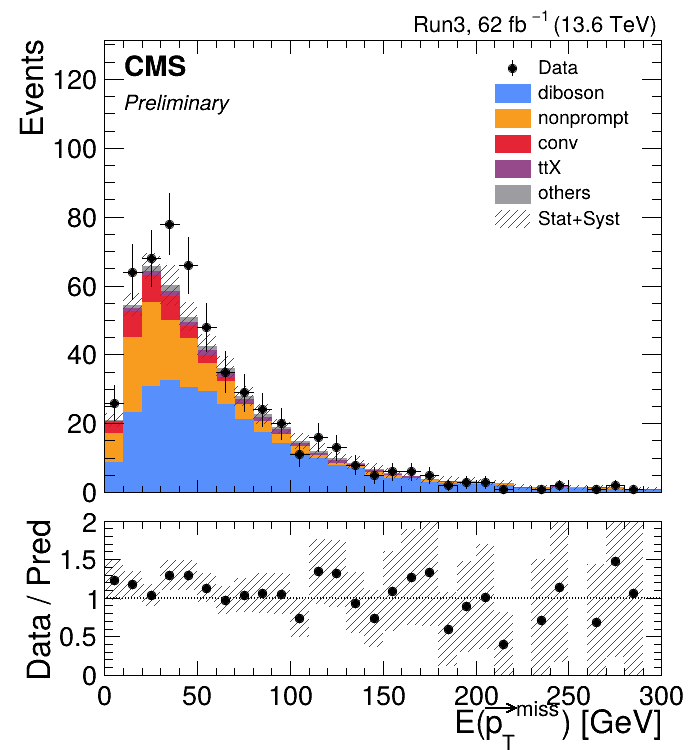 Run3, 62 fb⁻¹ (13.6 TeV)
CMS
Preliminary
Events
120
100
80
60
40
20
0
Data
diboson
nonprompt
conv
ttX
others
Stat+Syst
Data / Pred
2
1.5
1
0.5
0
0 50 100 150 200 250 300
E(p⃗_T^miss) [GeV]